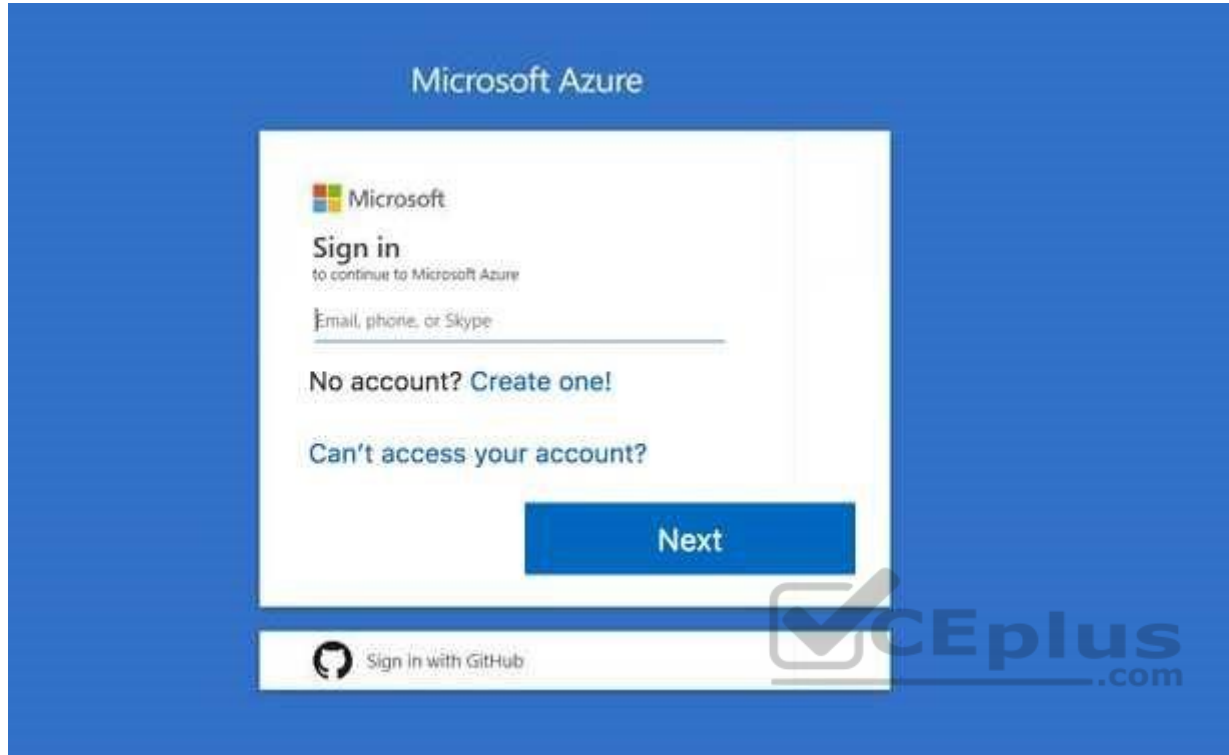 Microsoft Azure
Microsoft
Sign in
to continue to Microsoft Azure
Email, phone, or Skype
No account? Create one!
Can't access your account?
Next
Sign in with GitHub
CEplus
.com